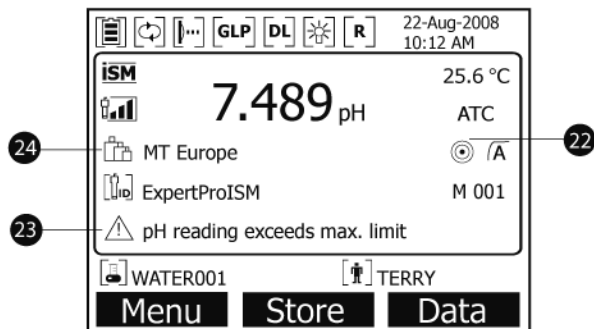 GLP DL R 22-Aug-2008
10:12 AM
iSM 25.6 °C
7.489 pH ATC
24 MT Europe A 22
ID ExpertProISM M 001
23 pH reading exceeds max. limit
WATER001 TERRY
Menu Store Data